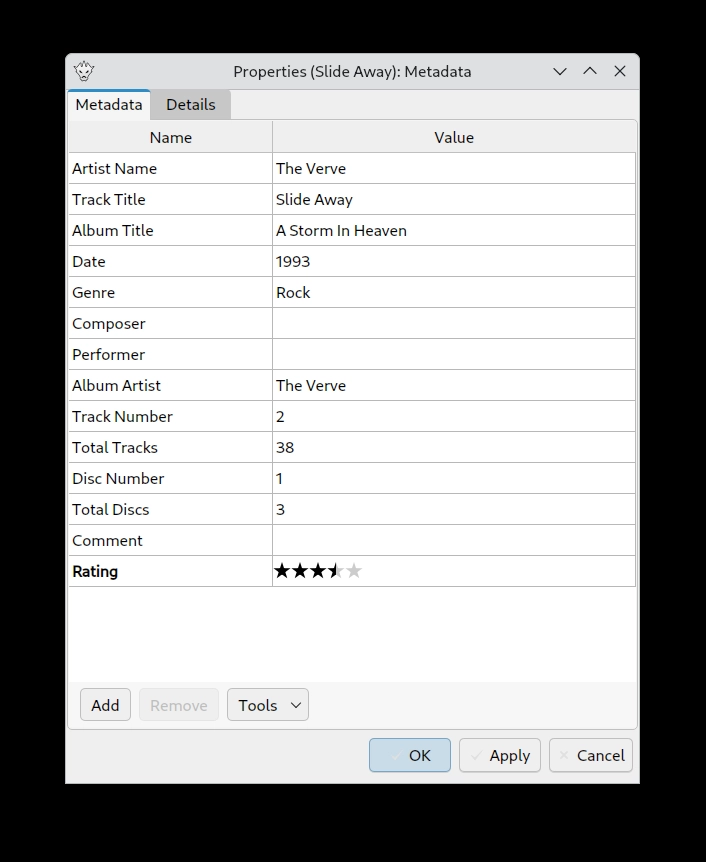 Properties (Slide Away): Metadata
Metadata Details
Name Value
Artist Name The Verve
Track Title Slide Away
Album Title A Storm In Heaven
Date 1993
Genre Rock
Composer
Performer
Album Artist The Verve
Track Number 2
Total Tracks 38
Disc Number 1
Total Discs 3
Comment
Rating
Add Remove Tools
OK Apply Cancel